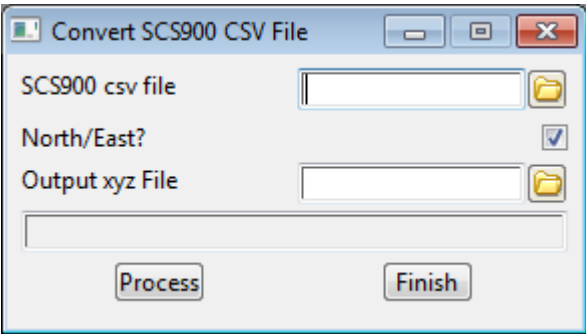 Convert SCS900 CSV File
SCS900 csv file
North/East?
Output xyz File
Process Finish